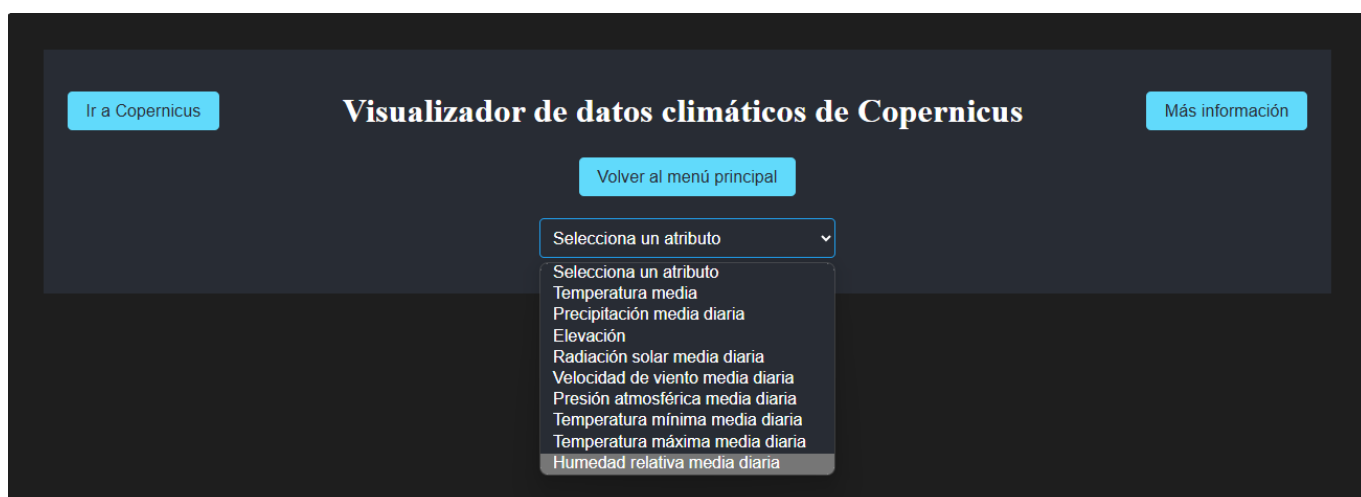 Ir a Copernicus
Visualizador de datos climáticos de Copernicus
Más información
Volver al menú principal
Selecciona un atributo
Selecciona un atributo
Temperatura media
Precipitación media diaria
Elevación
Radiación solar media diaria
Velocidad de viento media diaria
Presión atmosférica media diaria
Temperatura mínima media diaria
Temperatura máxima media diaria
Humedad relativa media diaria